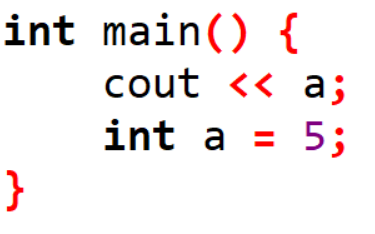 int main() {
    cout << a;
    int a = 5;
}